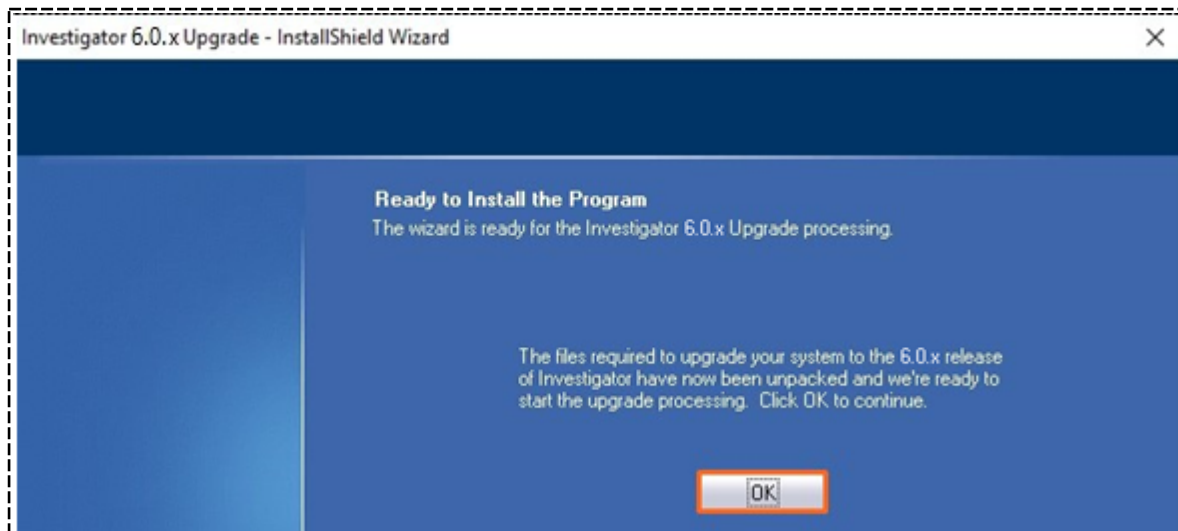 Investigator 6.0.x Upgrade - InstallShield Wizard
Ready to Install the Program
The wizard is ready for the Investigator 6.0.x Upgrade processing.
The files required to upgrade your system to the 6.0.x release
of Investigator have now been unpacked and we're ready to
start the upgrade processing.  Click OK to continue.
OK